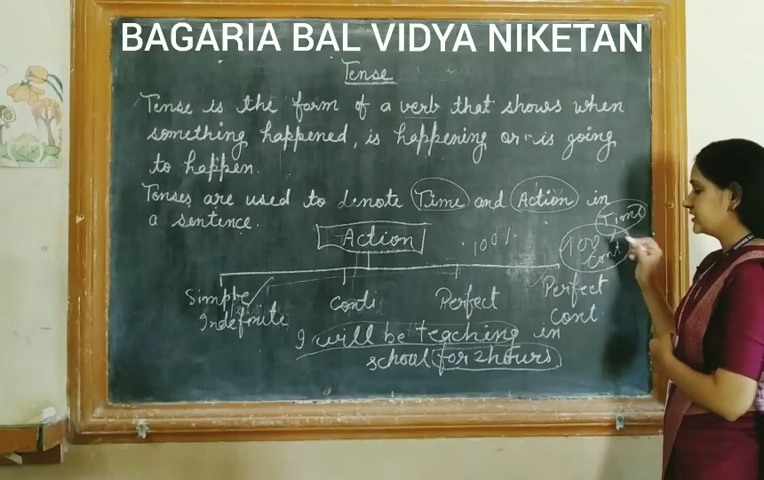 BAGARIA BAL VIDYA NIKETAN
Tense
Tense is the form of a verb that shows when
something happened, is happening or is going
to happen.
Tenses are used to denote Time and Action in
a sentence.
Time
Action
100%
100
cont
Simple Conti Perfect Perfect
Indefinite Cont.
I will be teaching in
school for 2 hours